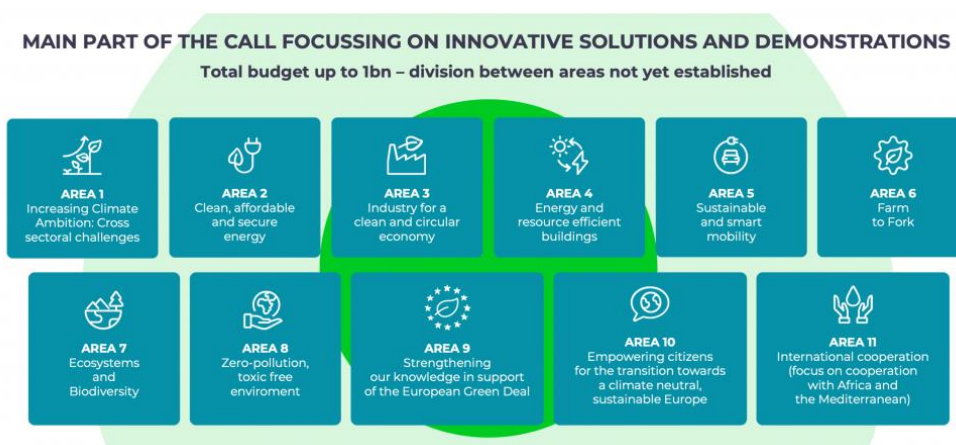 MAIN PART OF THE CALL FOCUSSING ON INNOVATIVE SOLUTIONS AND DEMONSTRATIONS
Total budget up to 1bn – division between areas not yet established
AREA 1
Increasing Climate
Ambition: Cross
sectoral challenges
AREA 2
Clean, affordable
and secure
energy
AREA 3
Industry for a
clean and circular
economy
AREA 4
Energy and
resource efficient
buildings
AREA 5
Sustainable
and smart
mobility
AREA 6
Farm
to Fork
AREA 7
Ecosystems
and
Biodiversity
AREA 8
Zero-pollution,
toxic free
enviroment
AREA 9
Strengthening
our knowledge in support
of the European Green Deal
AREA 10
Empowering citizens
for the transition towards
a climate neutral,
sustainable Europe
AREA 11
International cooperation
(focus on cooperation
with Africa and
the Mediterranean)